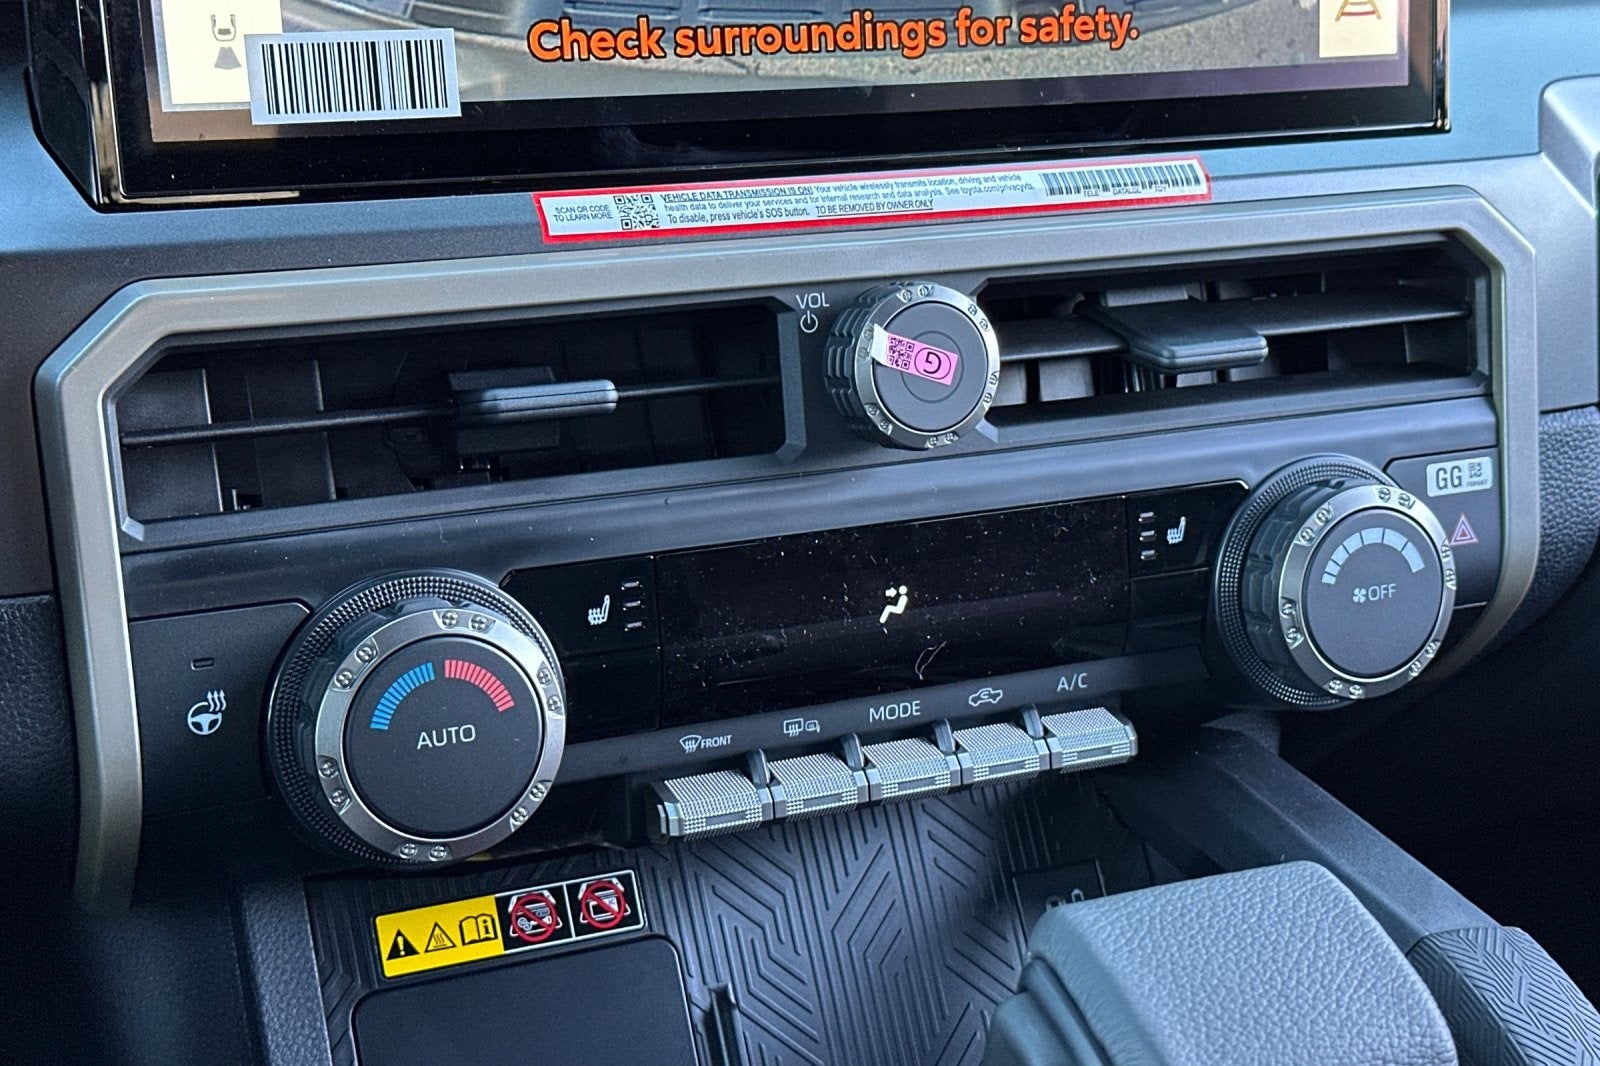 Check surroundings for safety.
SCAN OR CODE
TO LEARN MORE
VEHICLE DATA TRANSMISSION IS ON! Your vehicle wirelessly transmits location, driving and vehicle
health data to deliver your services and for internal research and data analysis. See toyota.com/privacyvts.
To disable, press vehicle's SOS button. TO BE REMOVED BY OWNER ONLY
TELE DATALGL TOY
VOL
G
GG
OFF
AUTO
FRONT
MODE
A/C